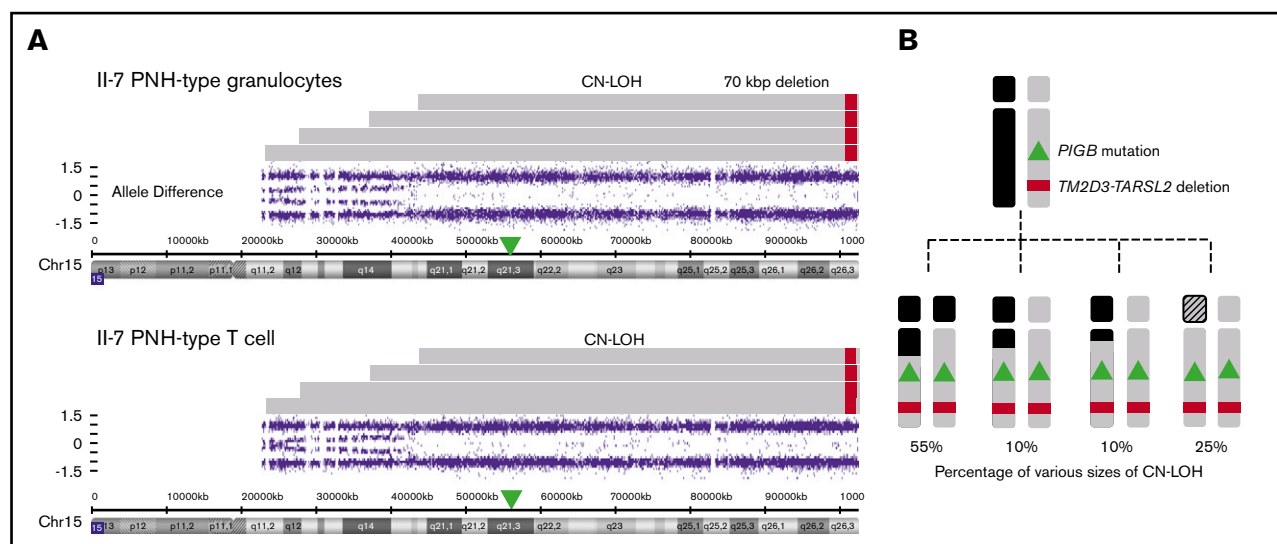 A
II-7 PNH-type granulocytes
CN-LOH
70 kbp deletion
1.5
0
-1.5
Allele Difference
0 10000kb 20000kb 30000kb 40000kb 50000kb 60000kb 70000kb 80000kb 90000kb 1000
Chr15
q13 p12 p11,2 p11,1 q11,2 q12 q14 q21,1 q21,2 q21,3 q22,2 q23 q25,1 q25,2 q25,3 q26,1 q26,2 q26,3
15
II-7 PNH-type T cell
CN-LOH
1.5
0
-1.5
0 10000kb 20000kb 30000kb 40000kb 50000kb 60000kb 70000kb 80000kb 90000kb 1000
Chr15
15 13 p12 p11,2 p11,1 q11,2 q12 q14 q21,1 q21,2 q21,3 q22,2 q23 q25,1 q25,2 q25,3 q26,1 q26,2 q26,3
B
PIGB mutation
TM2D3-TARSL2 deletion
55% 10% 10% 25%
Percentage of various sizes of CN-LOH